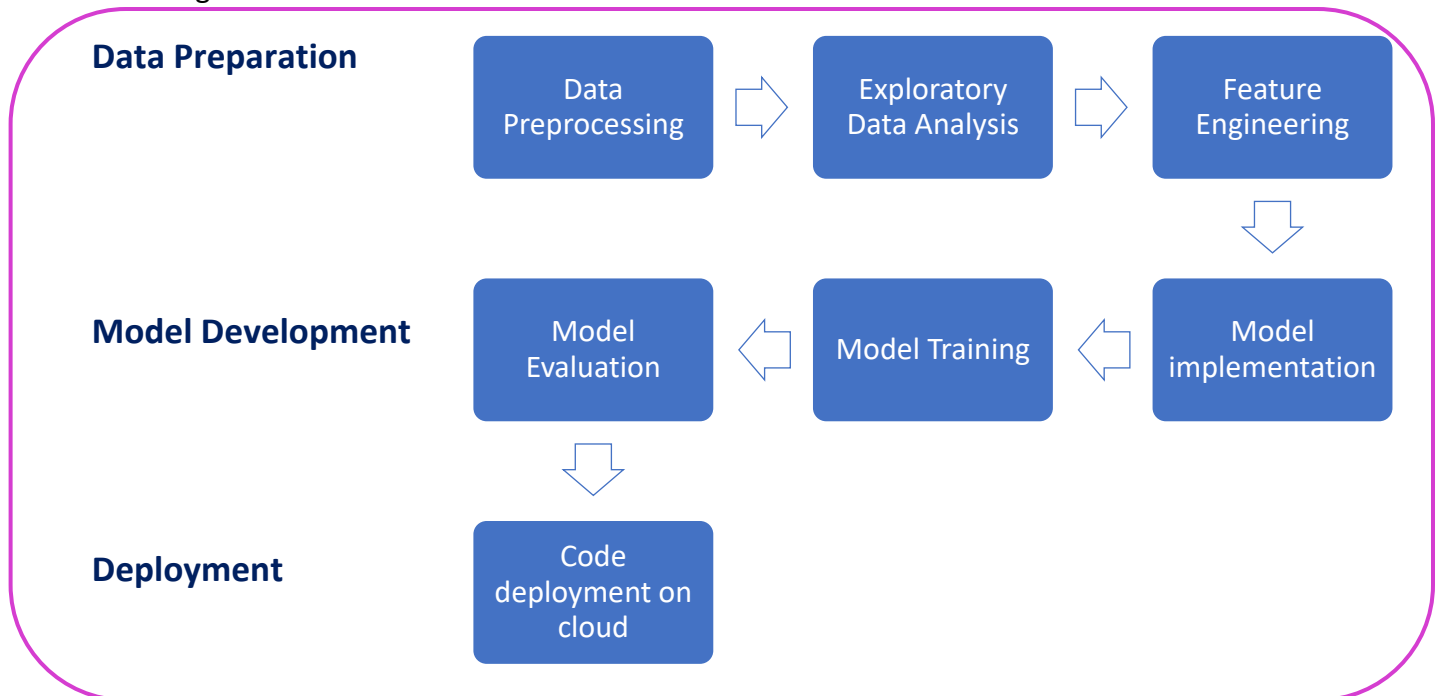 Data Preparation
Data
Preprocessing
Exploratory
Data Analysis
Feature
Engineering
Model Development
Model
Evaluation
Model Training
Model
implementation
Deployment
Code
deployment on
cloud